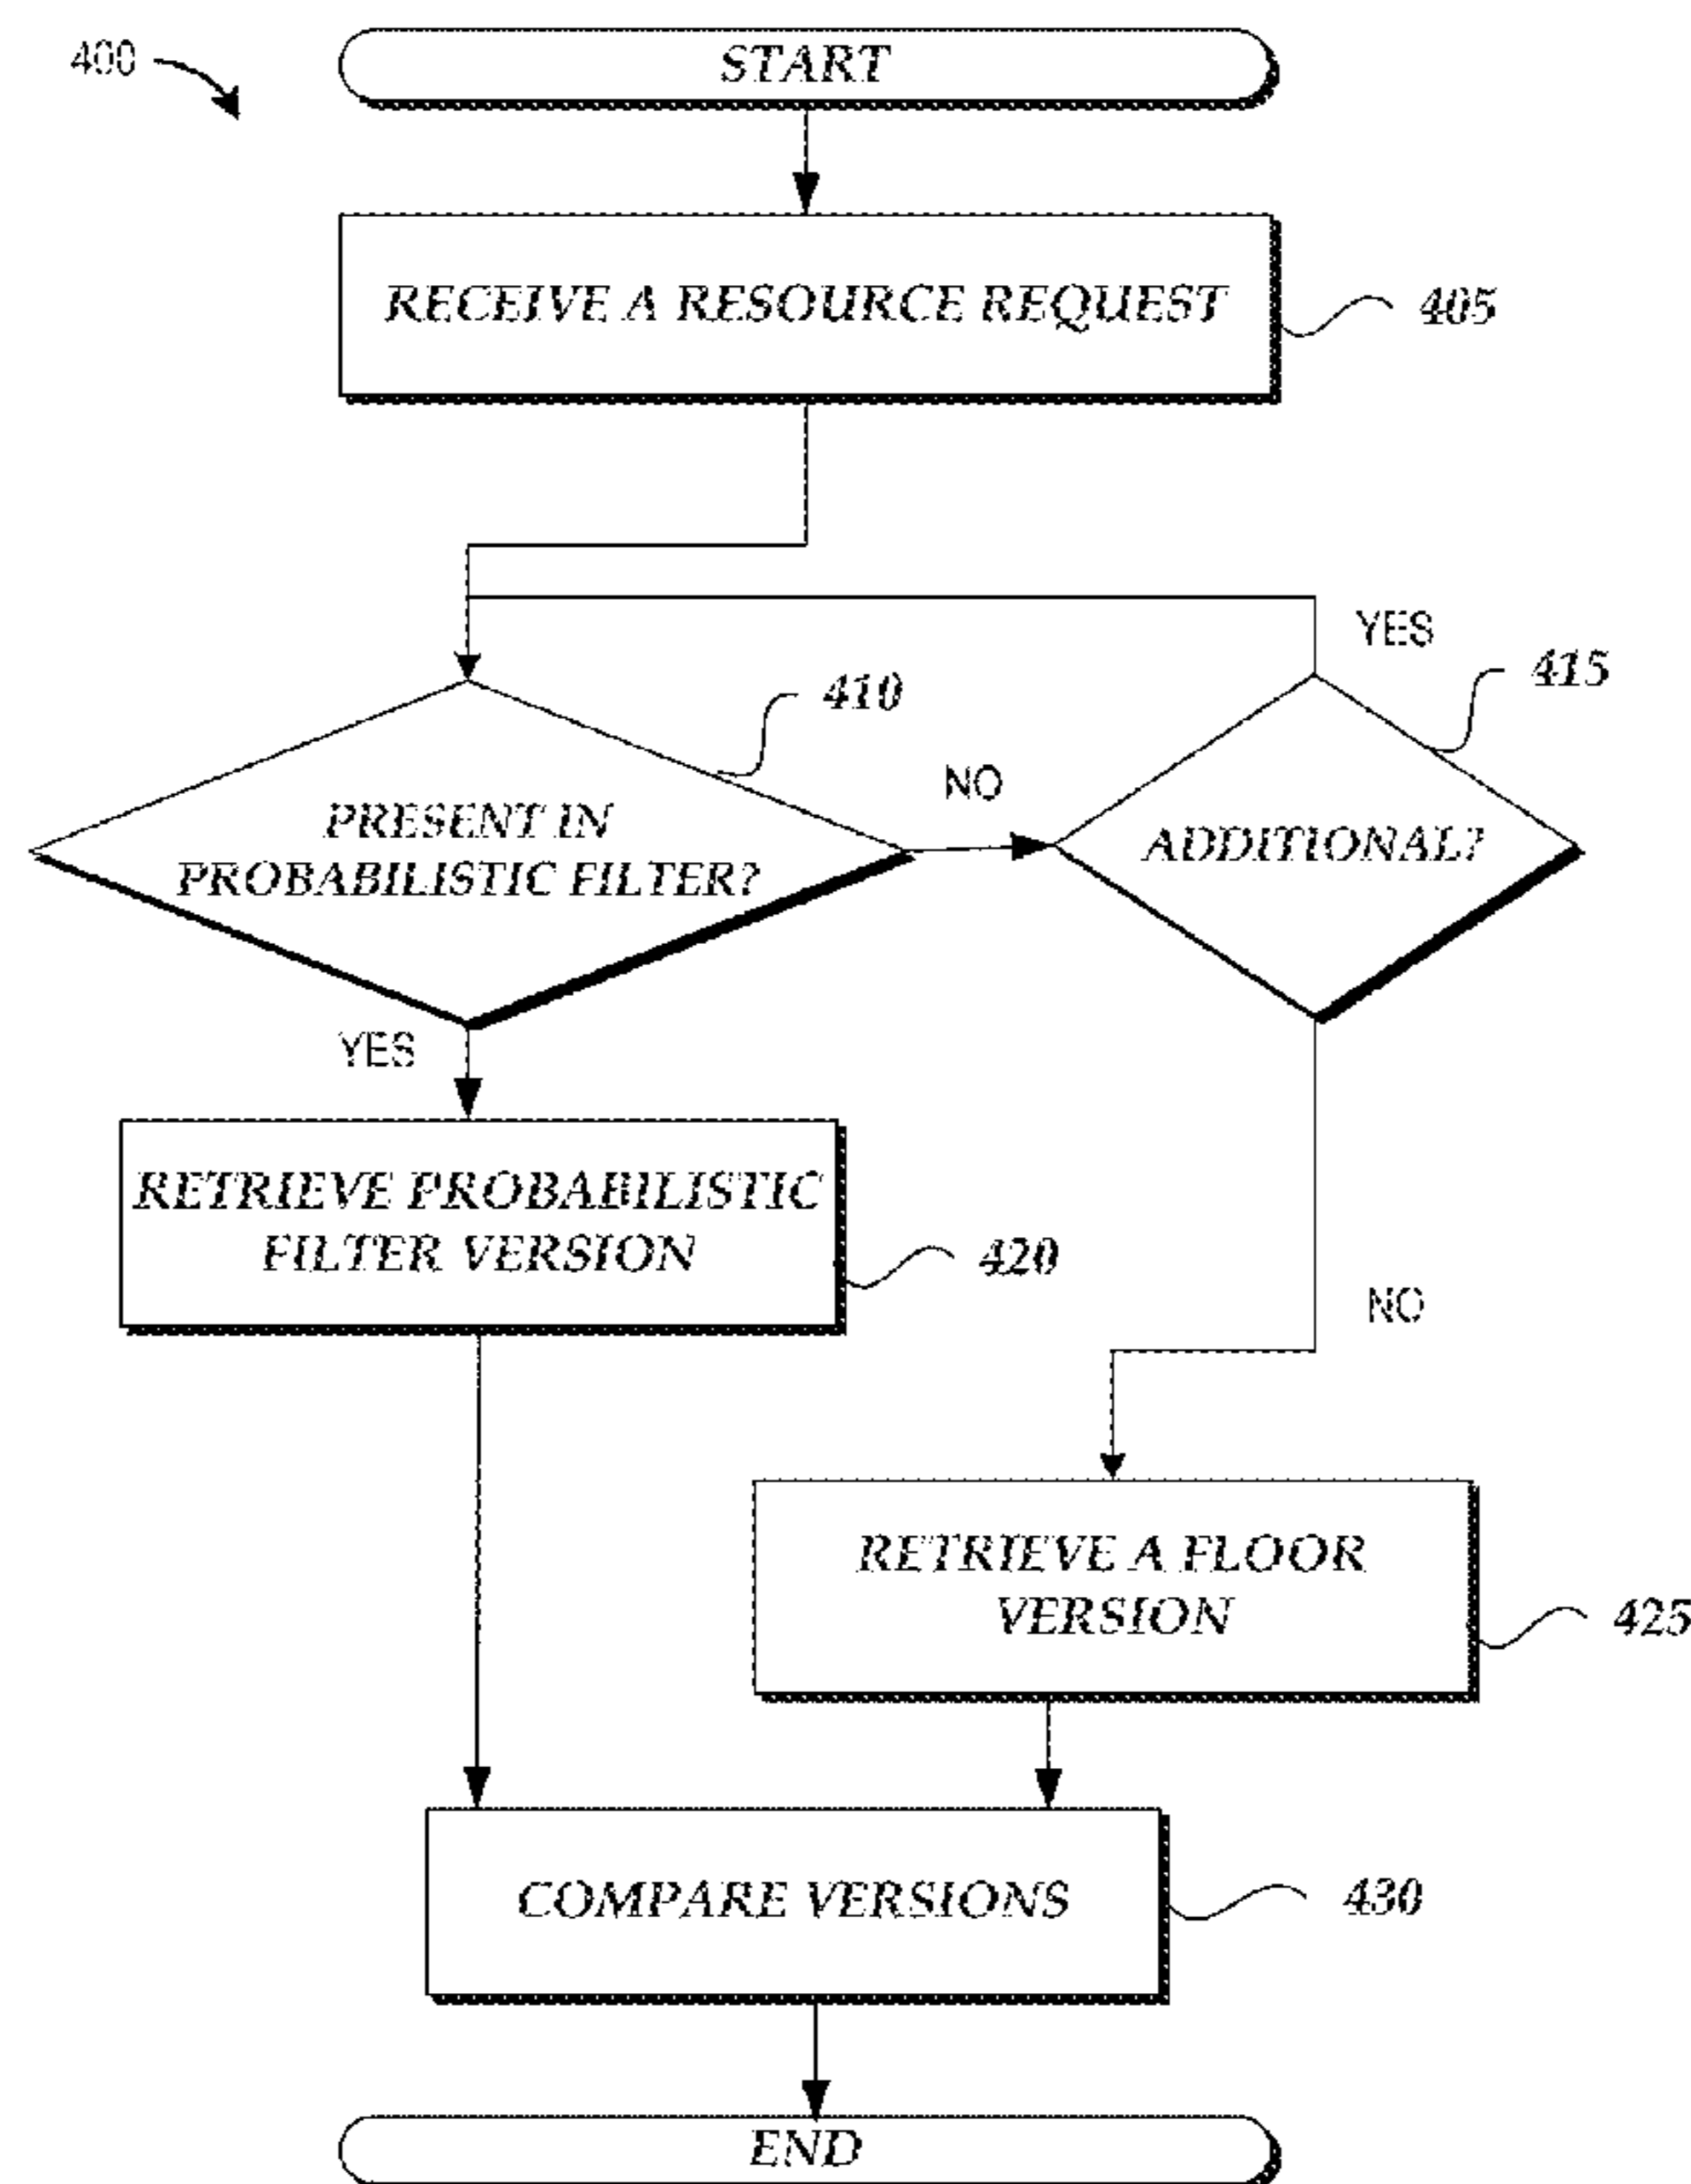 400
START
RECEIVE A RESOURCE REQUEST
405
YES
415
410
NO
PRESENT IN
PROBABILISTIC FILTER?
ADDITIONAL?
YES
RETRIEVE PROBABILISTIC
FILTER VERSION
420
NO
RETRIEVE A FLOOR
VERSION
425
COMPARE VERSIONS
430
END